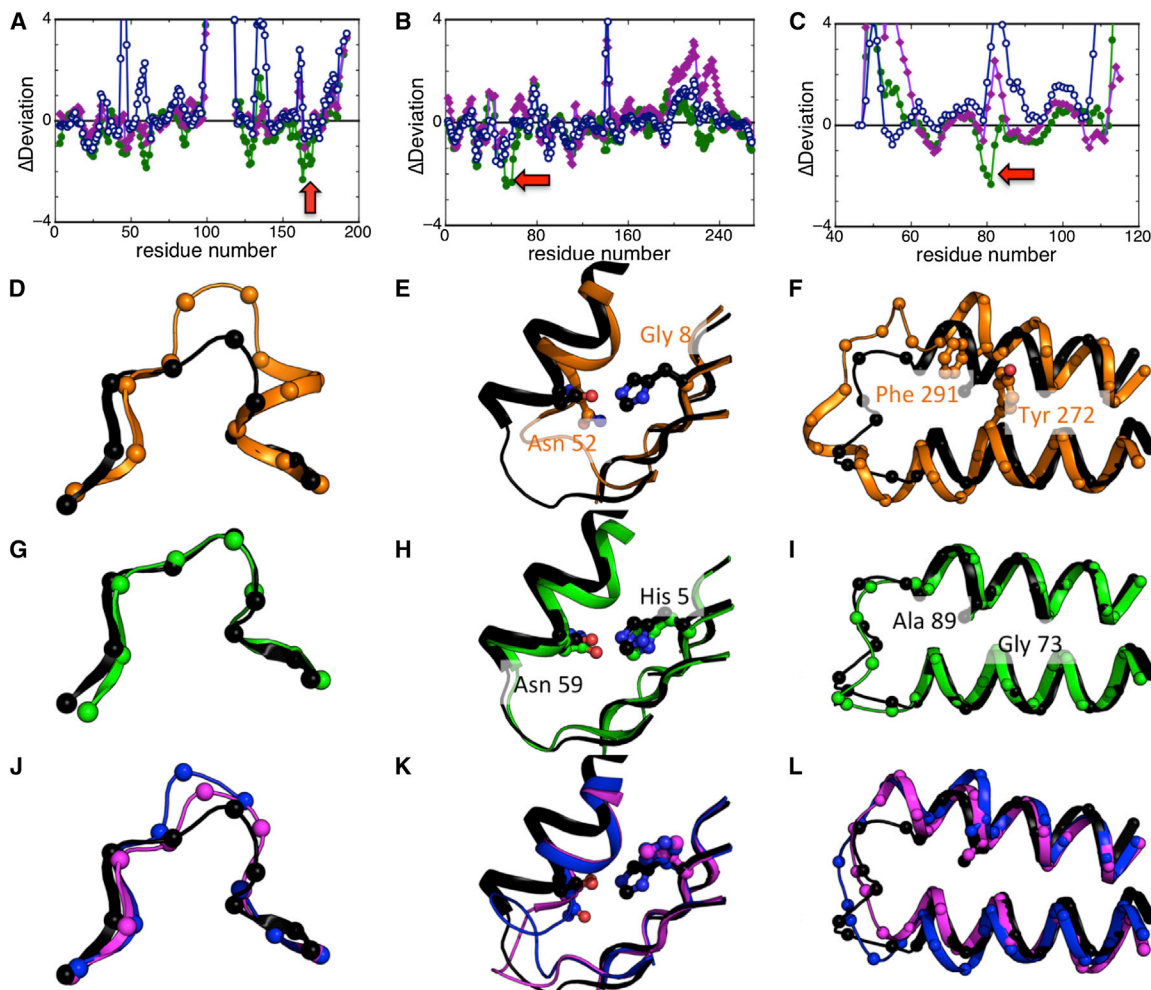 A B C
4 4 4
ΔDeviation ΔDeviation ΔDeviation
0 0 0
−4 −4 −4
0 50 100 150 200 0 80 160 240 40 60 80 100 120
residue number residue number residue number
D E F
Gly 8
Phe 291
Asn 52 Tyr 272
G H I
His 5
Ala 89
Gly 73
Asn 59
J K L